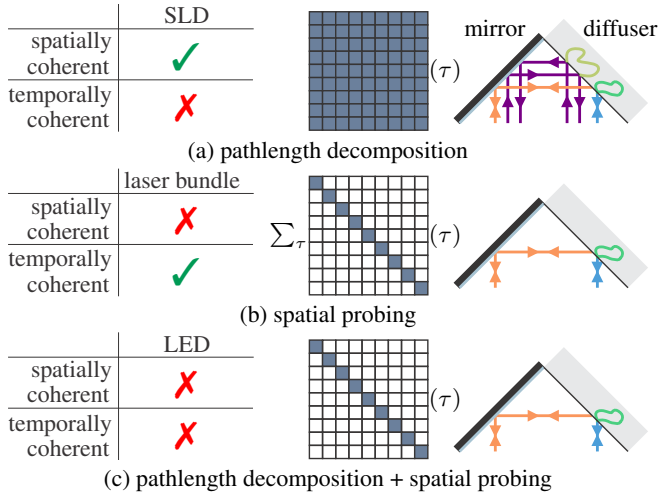 SLD
spatially
coherent ✓
temporally
coherent ✗
(τ)
mirror diffuser
(a) pathlength decomposition
laser bundle
spatially
coherent ✗
temporally
coherent ✓
∑τ (τ)
(b) spatial probing
LED
spatially
coherent ✗
temporally
coherent ✗
(τ)
(c) pathlength decomposition + spatial probing